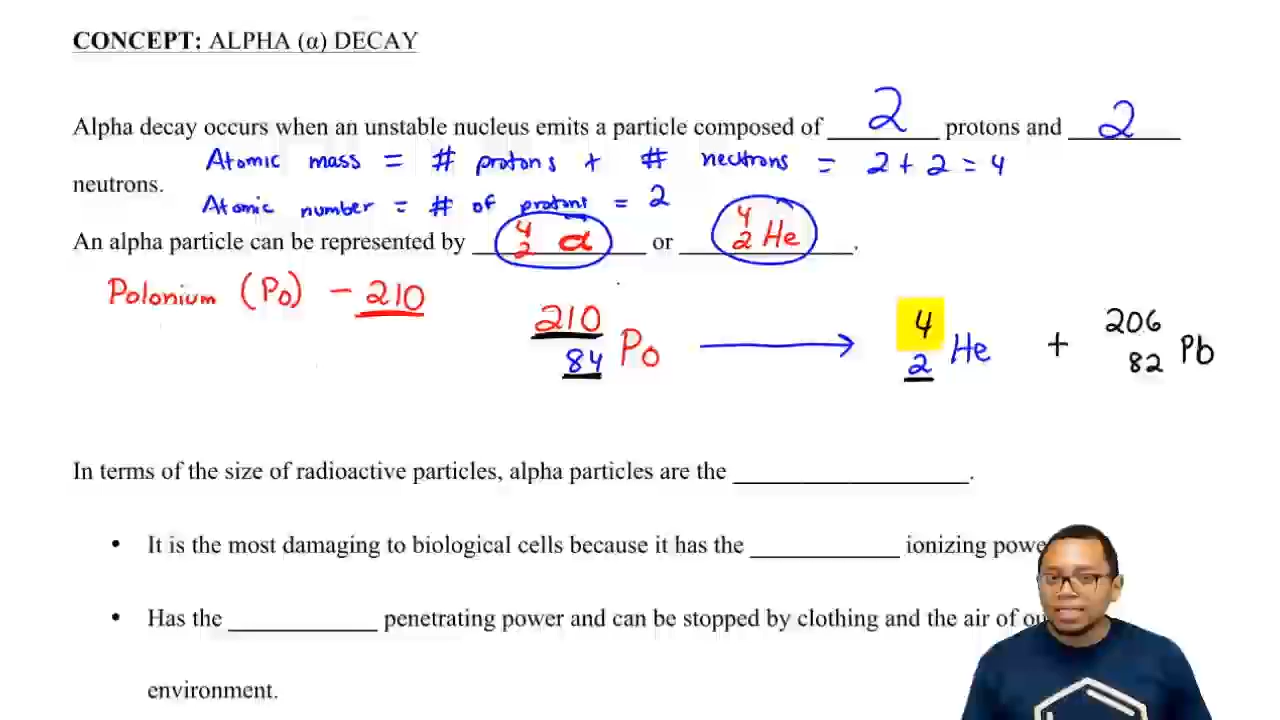 CONCEPT: ALPHA (α) DECAY
Alpha decay occurs when an unstable nucleus emits a particle composed of 2 protons and 2
Atomic mass = # protons + # neutrons = 2 + 2 = 4
neutrons.
Atomic number = # of protons = 2
An alpha particle can be represented by 4 2 α or 4 2 He.
Polonium (Po) - 210
210 84 Po → 4 2 He + 206 82 Pb
In terms of the size of radioactive particles, alpha particles are the ___________________.
• It is the most damaging to biological cells because it has the ____________ ionizing powe
• Has the ____________ penetrating power and can be stopped by clothing and the air of ou
environment.